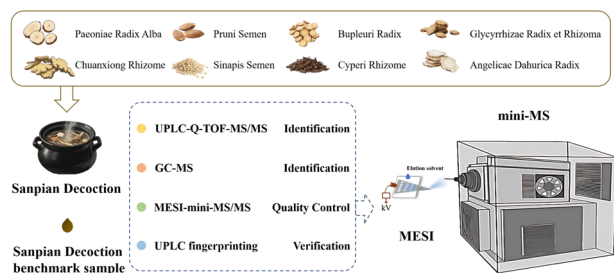 Paeoniae Radix Alba
Pruni Semen
Bupleuri Radix
Glycyrrhizae Radix et Rhizoma
Chuanxiong Rhizome
Sinapis Semen
Cyperi Rhizome
Angelicae Dahurica Radix
Sanpian Decoction
Sanpian Decoction
benchmark sample
UPLC-Q-TOF-MS/MS Identification
GC-MS Identification
MESI-mini-MS/MS Quality Control
UPLC fingerprinting Verification
Elution solvent
kV
MESI
mini-MS